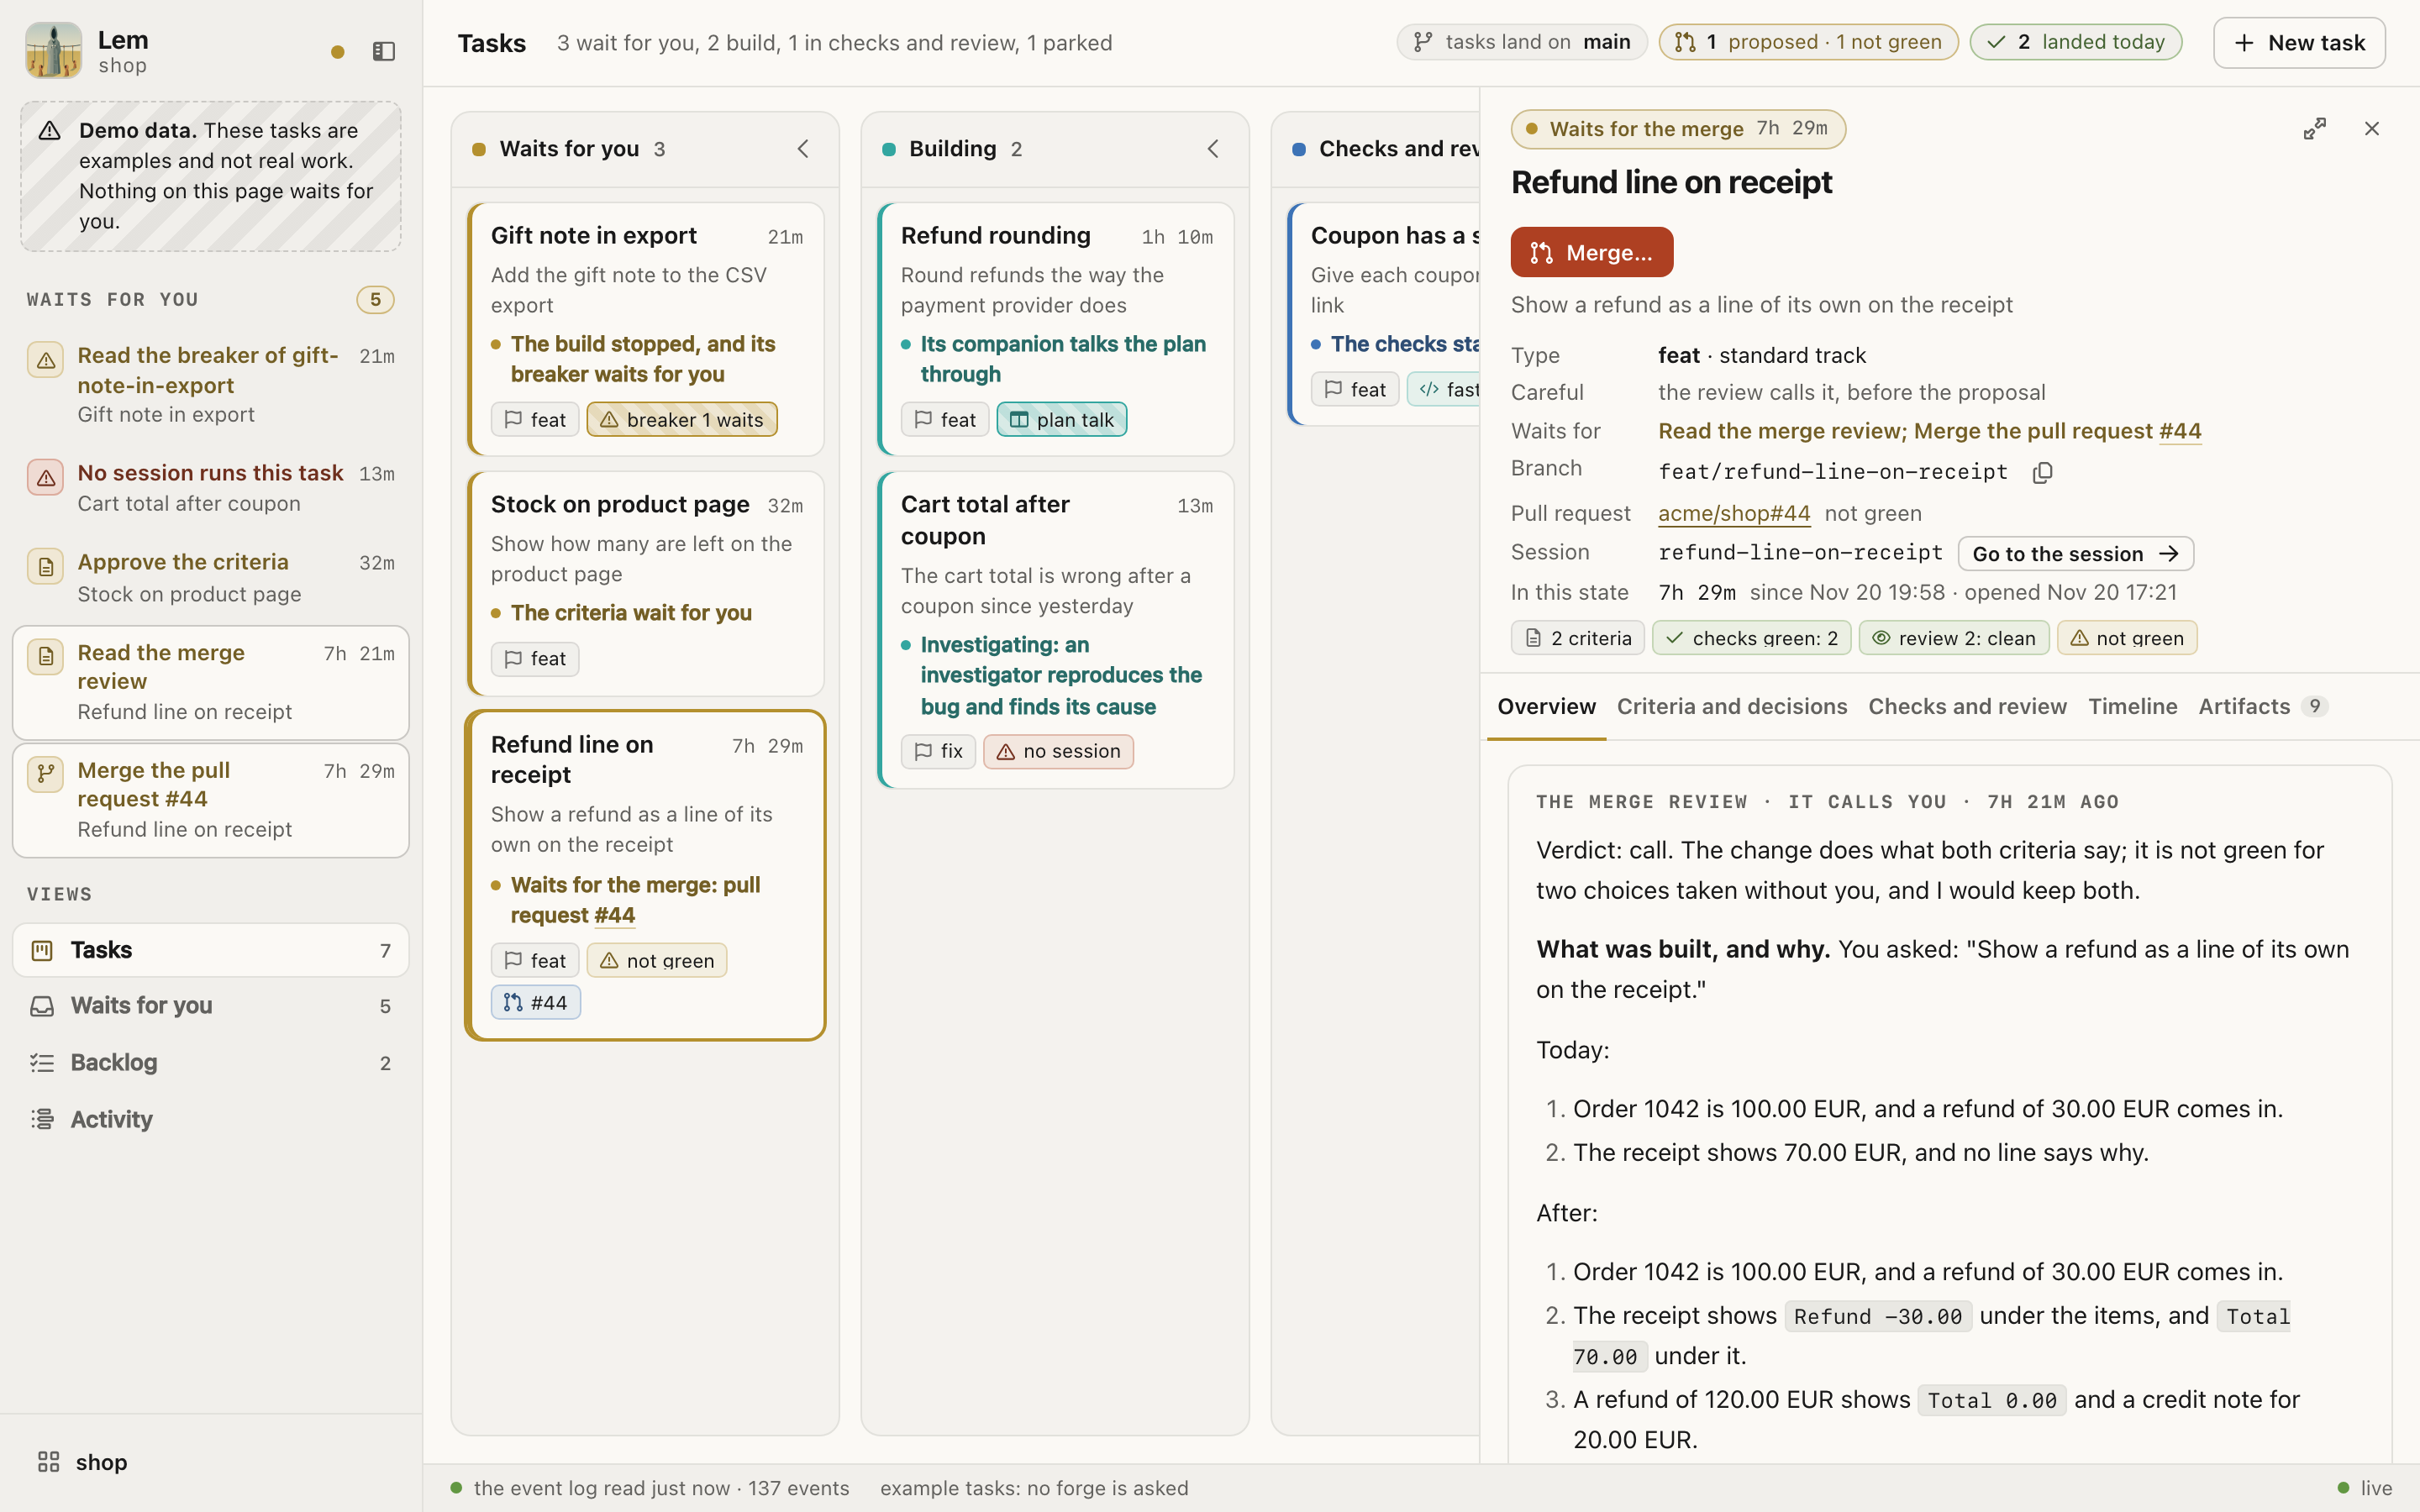 Lem
shop
Demo data. These tasks are
examples and not real work.
Nothing on this page waits for
you.
WAITS FOR YOU 5
Read the breaker of gift- 21m
note-in-export
Gift note in export
No session runs this task 13m
Cart total after coupon
Approve the criteria 32m
Stock on product page
Read the merge 7h 21m
review
Refund line on receipt
Merge the pull 7h 29m
request #44
Refund line on receipt
VIEWS
Tasks 7
Waits for you 5
Backlog 2
Activity
shop
Tasks 3 wait for you, 2 build, 1 in checks and review, 1 parked
tasks land on main
1 proposed · 1 not green
2 landed today
New task
Waits for you 3
Gift note in export 21m
Add the gift note to the CSV
export
The build stopped, and its
breaker waits for you
feat breaker 1 waits
Stock on product page 32m
Show how many are left on the
product page
The criteria wait for you
feat
Refund line on 7h 29m
receipt
Show a refund as a line of its
own on the receipt
Waits for the merge: pull
request #44
feat not green
#44
Building 2
Refund rounding 1h 10m
Round refunds the way the
payment provider does
Its companion talks the plan
through
feat plan talk
Cart total after 13m
coupon
The cart total is wrong after a
coupon since yesterday
Investigating: an
investigator reproduces the
bug and finds its cause
fix no session
Checks and rev
Coupon has a s
Give each coupon
link
The checks sta
feat fast
Waits for the merge 7h 29m
Refund line on receipt
Merge...
Show a refund as a line of its own on the receipt
Type feat · standard track
Careful the review calls it, before the proposal
Waits for Read the merge review; Merge the pull request #44
Branch feat/refund-line-on-receipt
Pull request acme/shop#44 not green
Session refund-line-on-receipt Go to the session
In this state 7h 29m since Nov 20 19:58 · opened Nov 20 17:21
2 criteria checks green: 2 review 2: clean not green
Overview Criteria and decisions Checks and review Timeline Artifacts 9
THE MERGE REVIEW · IT CALLS YOU · 7H 21M AGO
Verdict: call. The change does what both criteria say; it is not green for
two choices taken without you, and I would keep both.
What was built, and why. You asked: "Show a refund as a line of its own
on the receipt."
Today:
1. Order 1042 is 100.00 EUR, and a refund of 30.00 EUR comes in.
2. The receipt shows 70.00 EUR, and no line says why.
After:
1. Order 1042 is 100.00 EUR, and a refund of 30.00 EUR comes in.
2. The receipt shows Refund −30.00 under the items, and Total
70.00 under it.
3. A refund of 120.00 EUR shows Total 0.00 and a credit note for
20.00 EUR.
the event log read just now · 137 events example tasks: no forge is asked
live